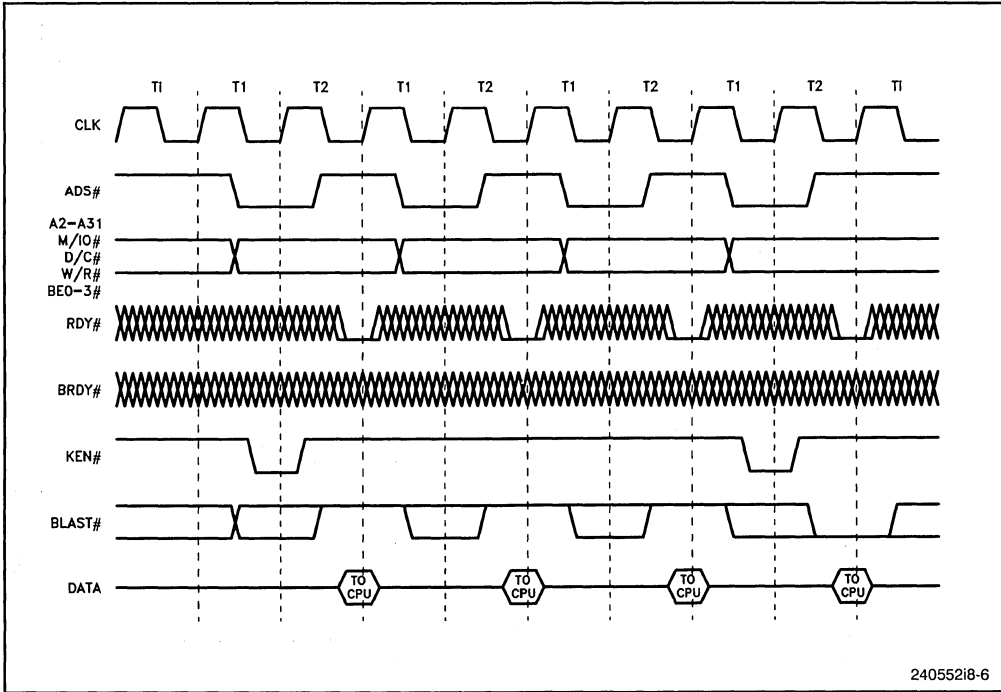 Ti T1 T2 T1 T2 T1 T2 T1 T2 Ti
CLK
ADS#
A2-A31
M/IO#
D/C#
W/R#
BE0-3#
RDY#
BRDY#
KEN#
BLAST#
DATA
TO CPU
TO CPU
TO CPU
TO CPU
240552i8-6